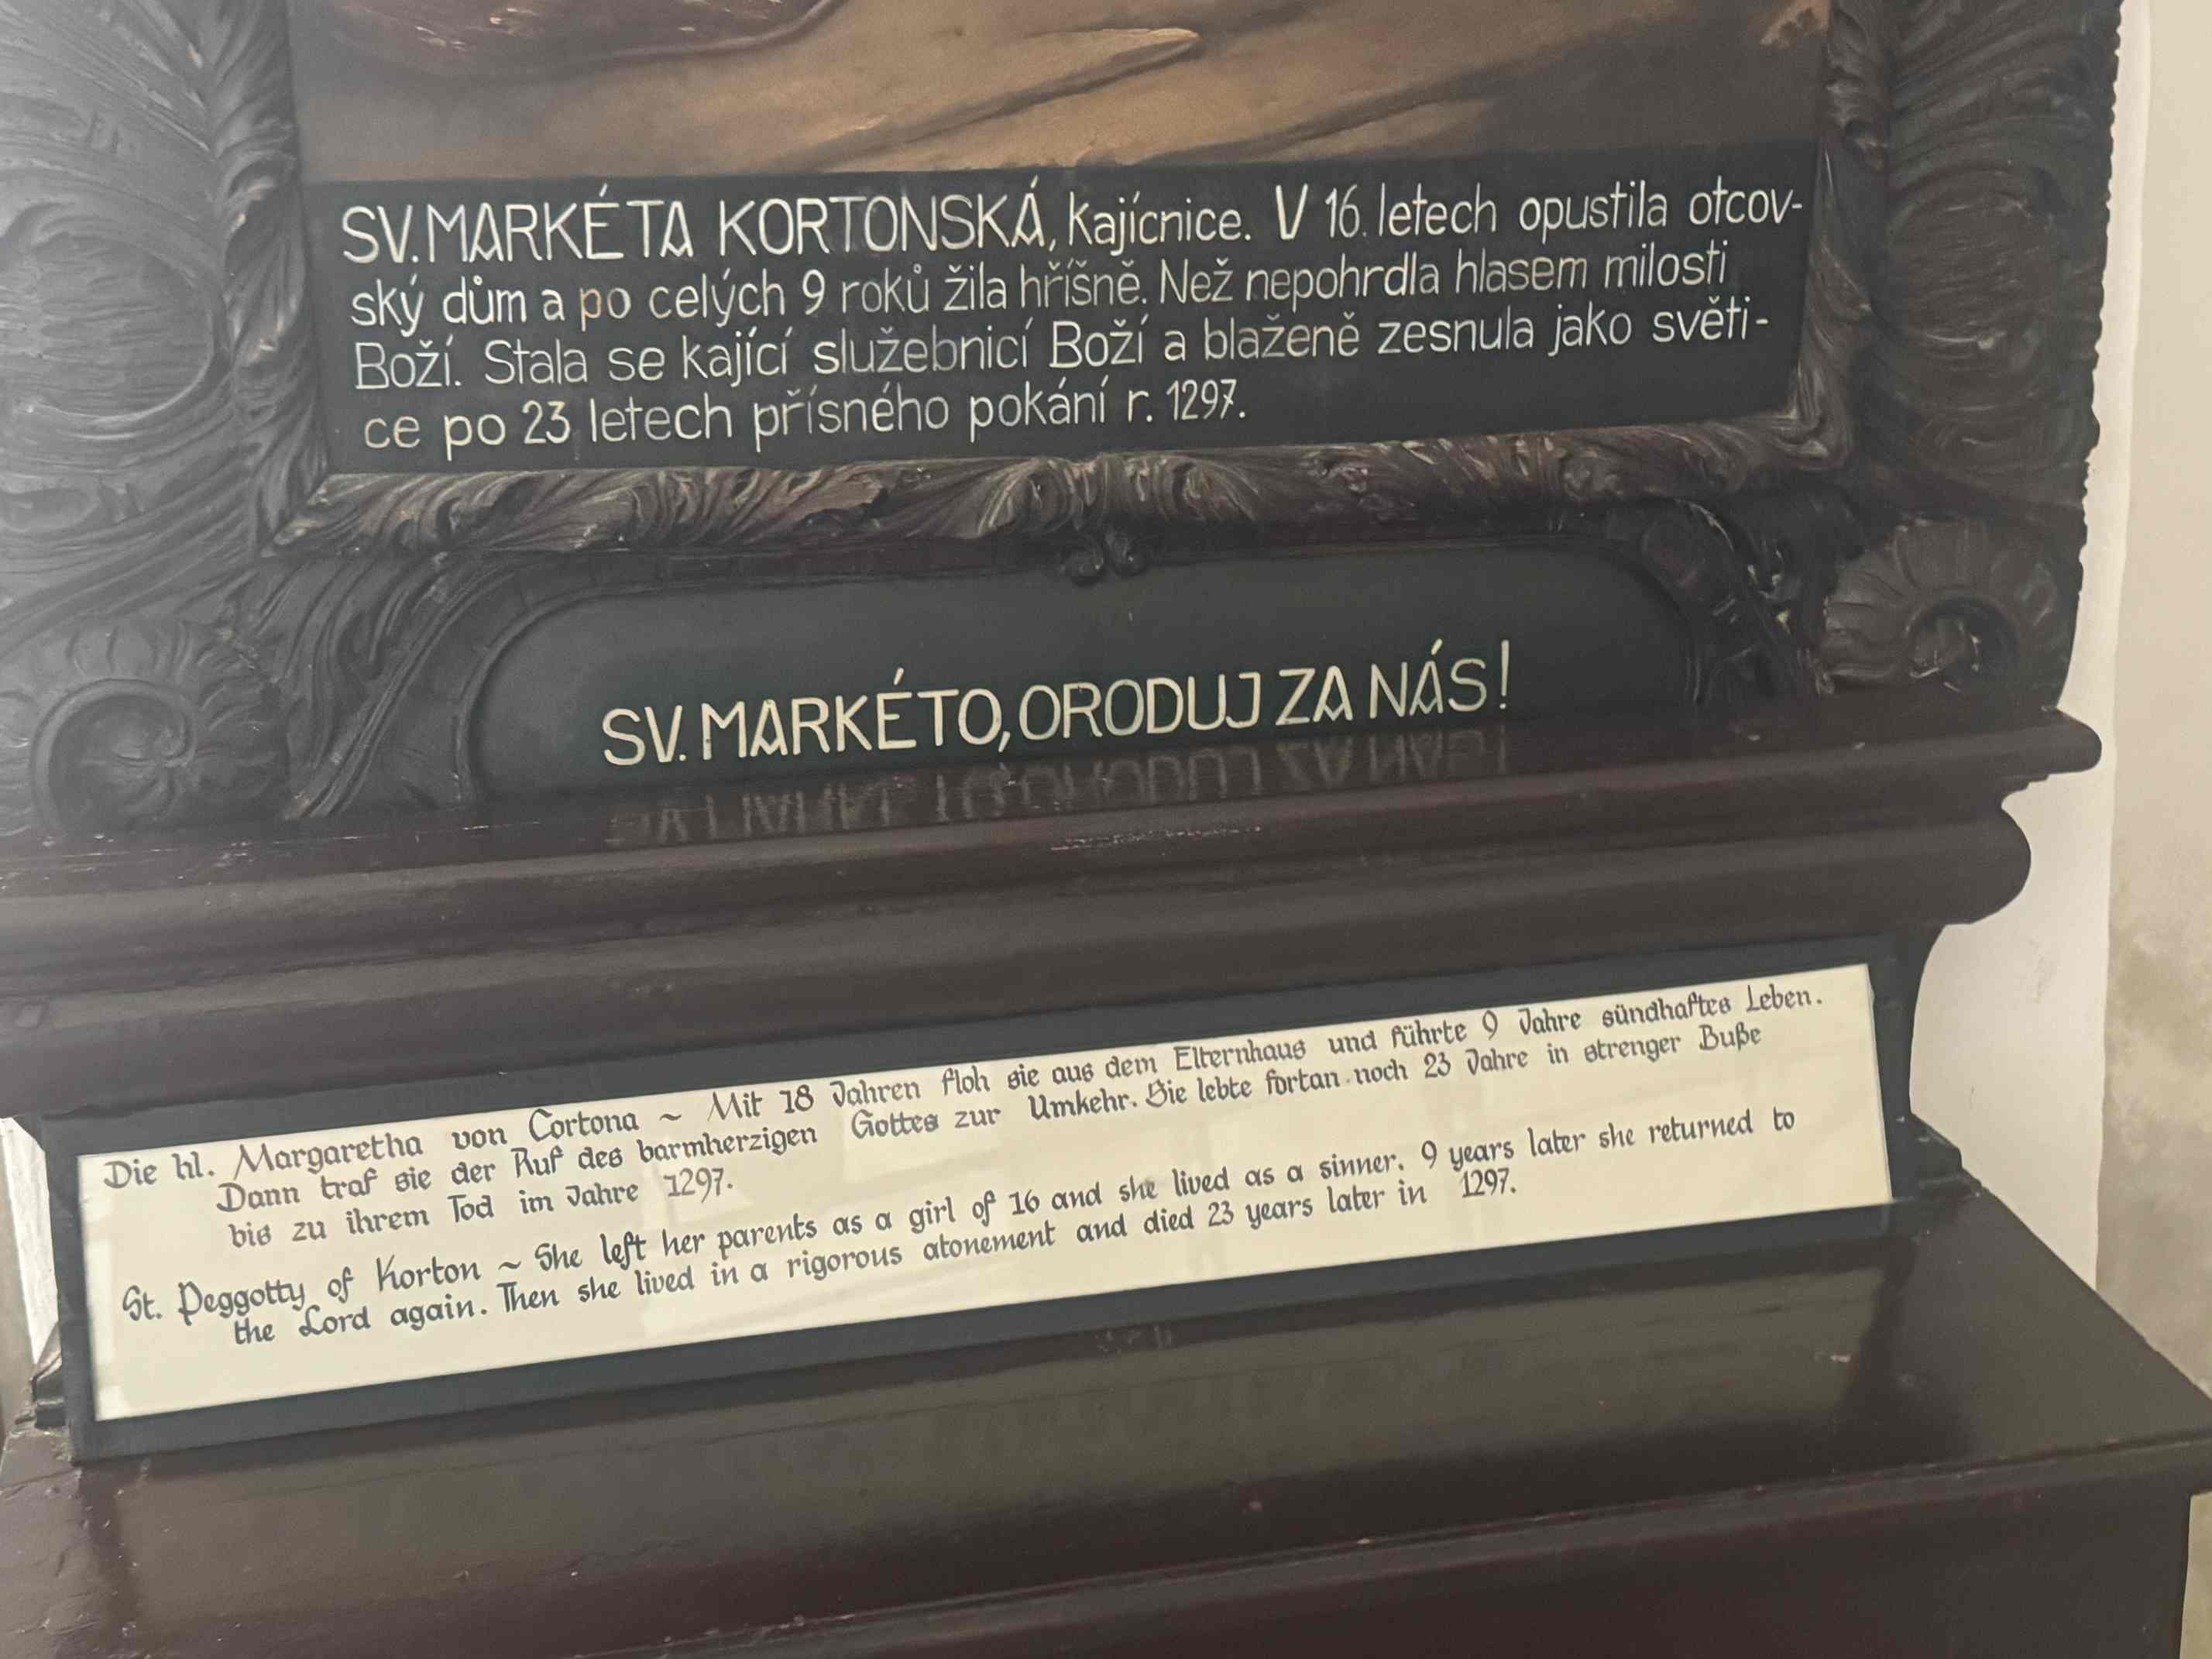 SV. MARKÉTA KORTONSKÁ, kajícnice. V 16. letech opustila otcov-
ský dům a po celých 9 roků žila hříšně. Než nepohrdla hlasem milosti
Boží. Stala se kající služebnicí Boží a blaženě zesnula jako světi-
ce po 23 letech přísného pokání r. 1297.
SV. MARKÉTO, ORODUJ ZA NÁS!
Die hl. Margaretha von Cortona ~ Mit 18 Jahren floh sie aus dem Elternhaus und führte 9 Jahre sündhaftes Leben.
Dann traf sie der Ruf des barmherzigen Gottes zur Umkehr. Sie lebte fortan noch 23 Jahre in strenger Buße
bis zu ihrem Tod im Jahre 1297.
St. Peggotty of Korton ~ She left her parents as a girl of 16 and she lived as a sinner. 9 years later she returned to
the Lord again. Then she lived in a rigorous atonement and died 23 years later in 1297.